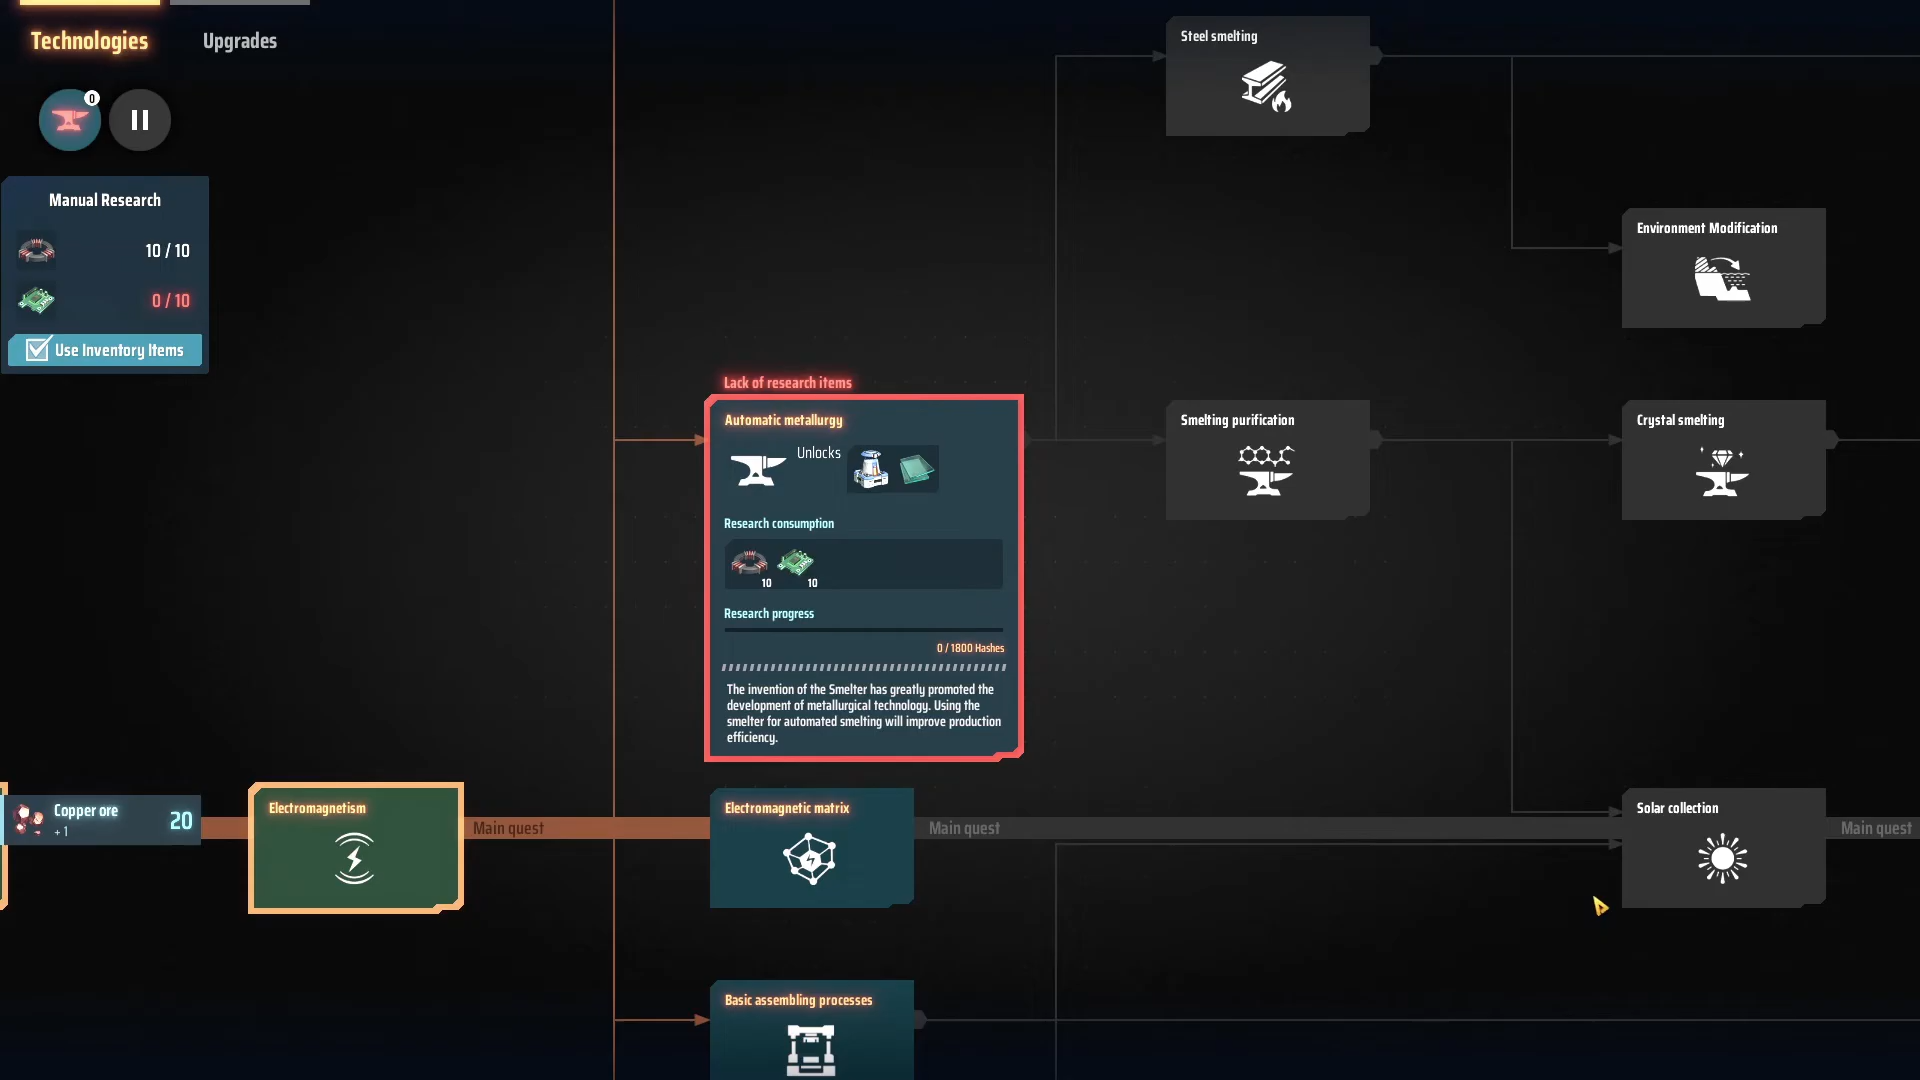 Technologies
Upgrades
0
Manual Research
10 / 10
0 / 10
Use Inventory Items
Steel smelting
Environment Modification
Lack of research items
Automatic metallurgy
Unlocks
Research consumption
10
10
Research progress
0 / 1800 Hashes
The invention of the Smelter has greatly promoted the
development of metallurgical technology. Using the
smelter for automated smelting will improve production
efficiency.
Smelting purification
Crystal smelting
Copper ore
+ 1
20
Electromagnetism
Main quest
Electromagnetic matrix
Main quest
Solar collection
Main quest
Basic assembling processes